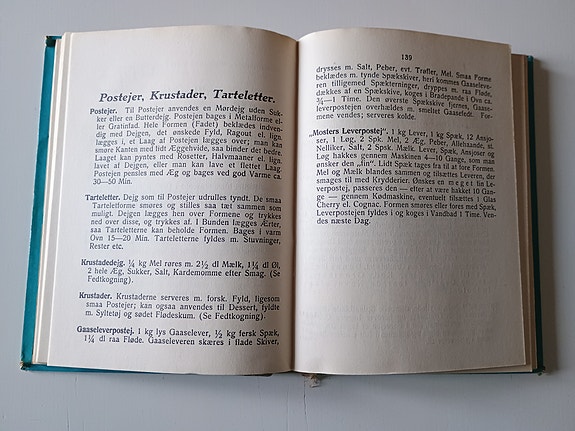 Postejer, Krustader, Tarteletter.
Postejer. Til Postejer anvendes en Mørdejg uden Suk-
ker eller en Butterdejg. Postejen bages i Metalforme el-
ler Gratinfad. Hele Formen (Fadet) beklædes indven-
dig med Dejgen, det ønskede Fyld, Ragout el. lign.
lægges i, et Laag af Postejen lægges over; man kan
smøre Kanten med lidt Æggehvide, saa binder det bedre.
Laaget kan pyntes med Rosetter, Halvmaaner el. lign.
lavet af Dejgen, eller man kan lave et flettet Laag.
Postejen pensles med Æg og bages ved god Varme ca.
30—50 Min.
Tarteletter. Dejg som til Postejer udrulles tyndt. De smaa
Tarteletforme smøres og stilles saa tæt sammen som
muligt. Dejgen lægges hen over Formene og trykkes
ned over disse, og trykkes af. I Bunden lægges Ærter,
saa Tarteletterne kan beholde Formen. Bages i varm
Ovn 15—20 Min. Tarteletterne fyldes m. Stuvninger,
Rester etc.
Krustadedejg. ¼ kg Mel røres m. 2½ dl Mælk, 1¼ dl Øl,
2 hele Æg, Sukker, Salt, Kardemomme efter Smag. (Se
Fedtkogning).
Krustader. Krustaderne serveres m. forsk. Fyld, ligesom
smaa Postejer; kan ogsaa anvendes til Dessert, fyldte
m. Syltetøj og sødet Flødeskum. (Se Fedtkogning).
Gaaseleverpostej. 1 kg lys Gaaselever, ½ kg fersk Spæk,
1¼ dl raa Fløde. Gaaseleveren skæres i flade Skiver,
139
drysses m. Salt, Peber, evt. Trøfler, Mel. Smaa Forme
beklædes m. tynde Spækskiver, heri kommes Gaaseleve-
ren tilligemed Spækterninger, dryppes m. raa Fløde,
dækkes af en Spækskive, koges i Bradepande i Ovn ca.
¾—1 Time. Den øverste Spækskive fjernes, Gaase-
leverpostejen overhældes m. smeltet Gaasefedt. For-
mene vendes; serveres kolde.
„Mosters Leverpostej". 1 kg Lever, 1 kg Spæk, 12 Ansjo-
ser, 1 Løg, 2 Spk. Mel, 2 Æg, Peber, Allehaande, st.
Nelliker, Salt, 2 Spk. Mælk. Lever, Spæk, Ansjoser og
Løg hakkes gennem Maskinen 4—10 Gange, som man
ønsker den „fin". Lidt Spæk tages fra til at smøre Formen.
Mel og Mælk blandes sammen og tilsættes Leveren, der
smages til med Krydderier. Ønskes en meget fin Le-
verpostej, passeres den — efter at være hakket 10 Gan-
ge — gennem Kødmaskine, eventuelt tilsættes i Glas
Cherry el. Cognac. Formen smøres eller fores med Spæk,
Leverpostejen fyldes i og koges i Vandbad 1 Time. Ven-
des næste Dag.